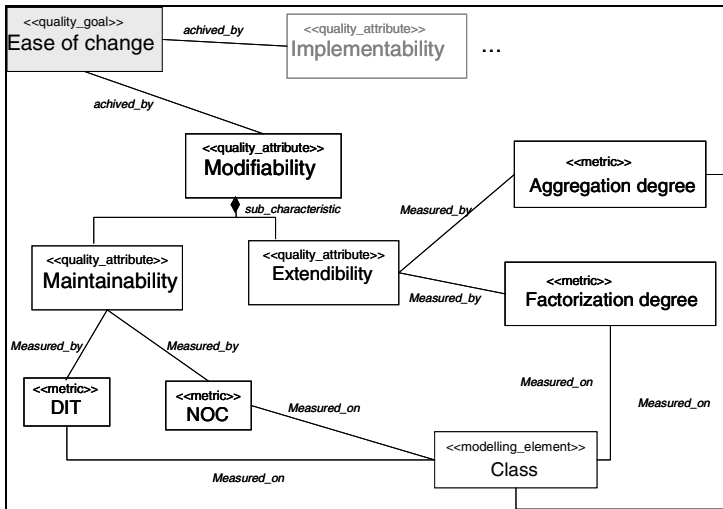 <<quality_goal>>
Ease of change
achived_by
<<quality_attribute>>
Implementability
...
achived_by
<<quality_attribute>>
Modifiability
sub_characteristic
<<metric>>
Aggregation degree
Measured_by
<<quality_attribute>>
Maintainability
<<quality_attribute>>
Extendibility
Measured_by
<<metric>>
Factorization degree
Measured_by
Measured_by
<<metric>>
DIT
<<metric>>
NOC
Measured_on
Measured_on
Measured_on
<<modelling_element>>
Class
Measured_on